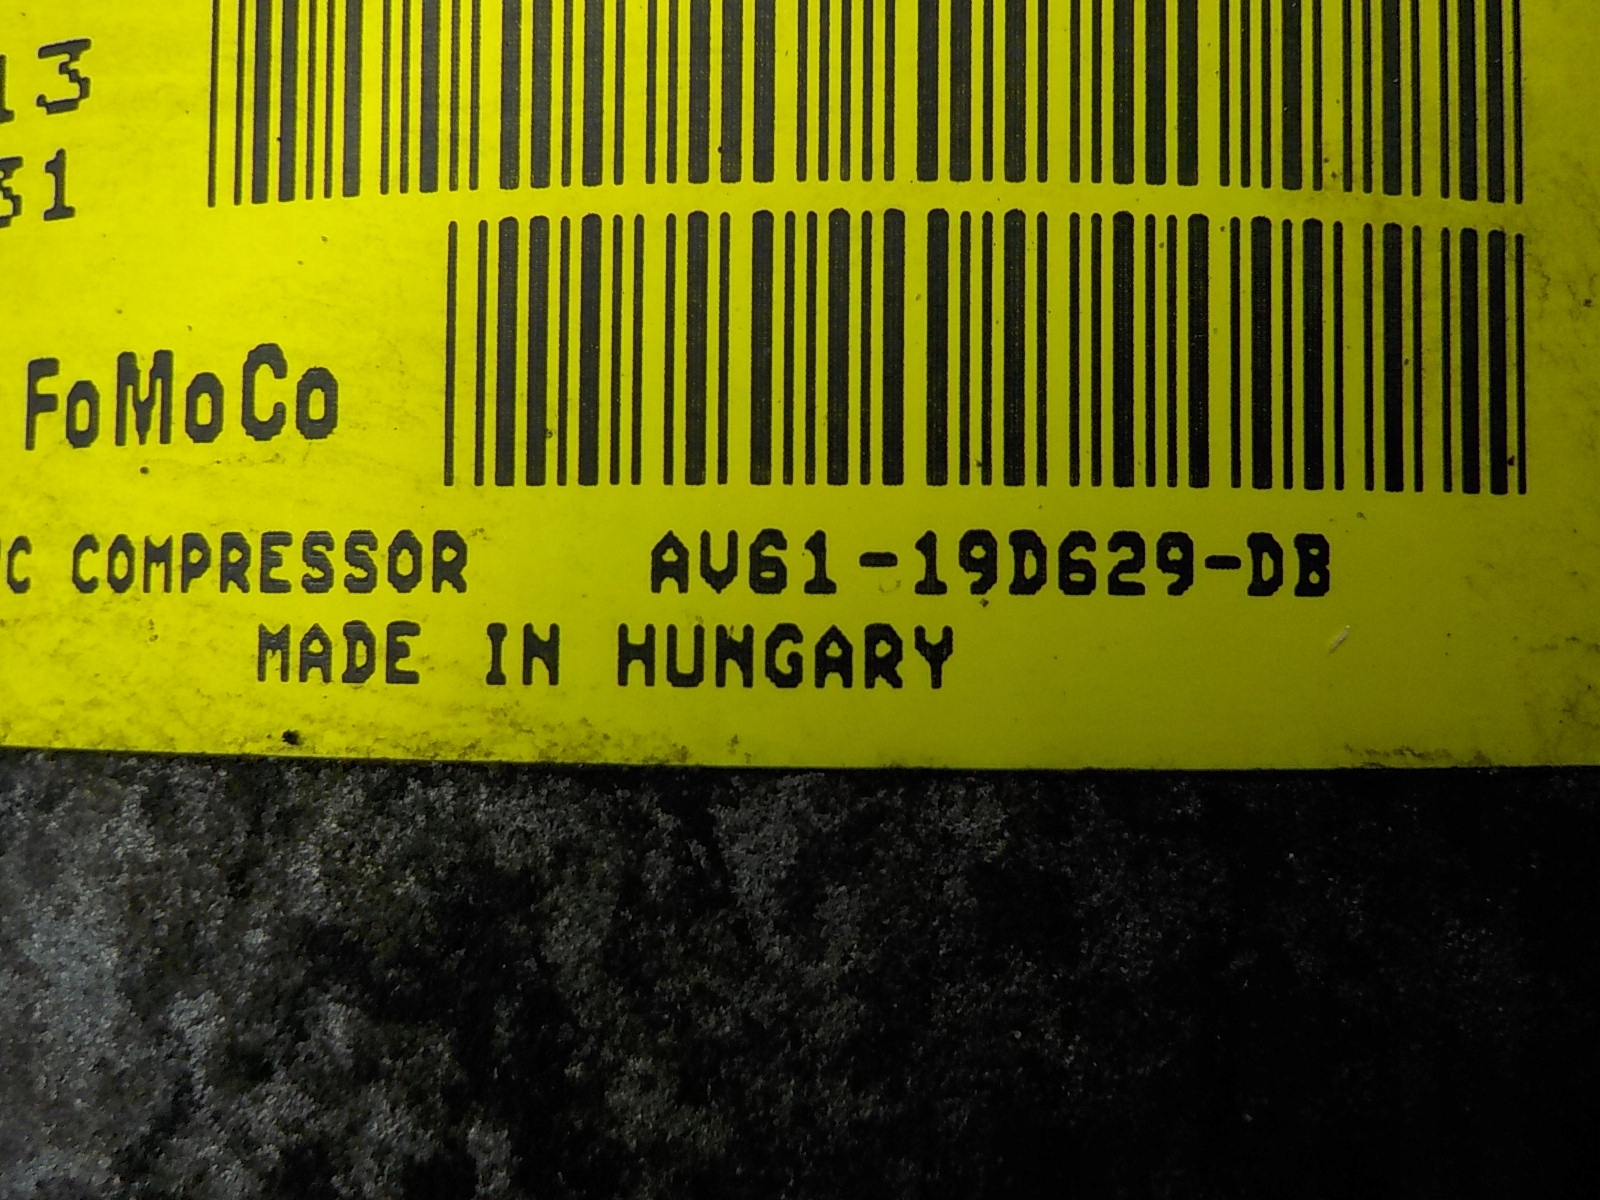 13
31
FoMoCo
C COMPRESSOR AV61-19D629-DB
MADE IN HUNGARY